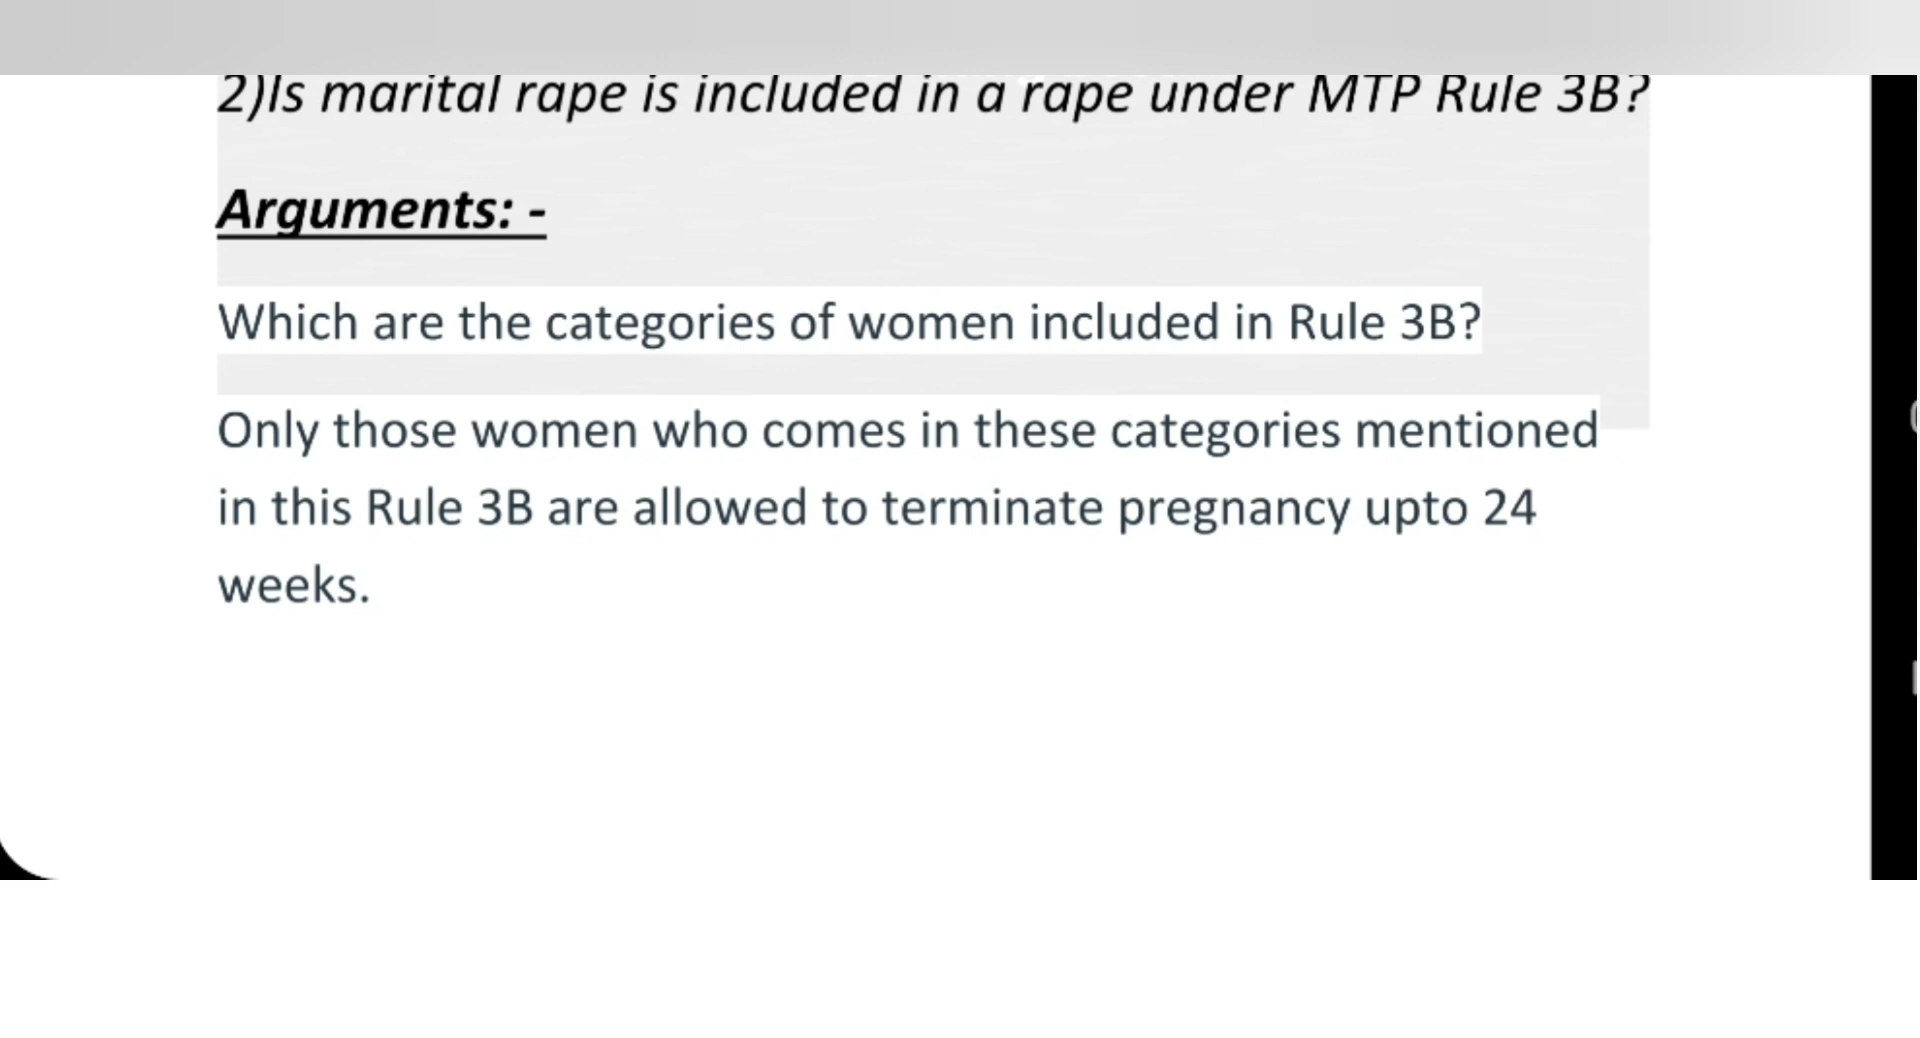 2)Is marital rape is included in a rape under MTP Rule 3B?
Arguments: -
Which are the categories of women included in Rule 3B?
Only those women who comes in these categories mentioned
in this Rule 3B are allowed to terminate pregnancy upto 24
weeks.